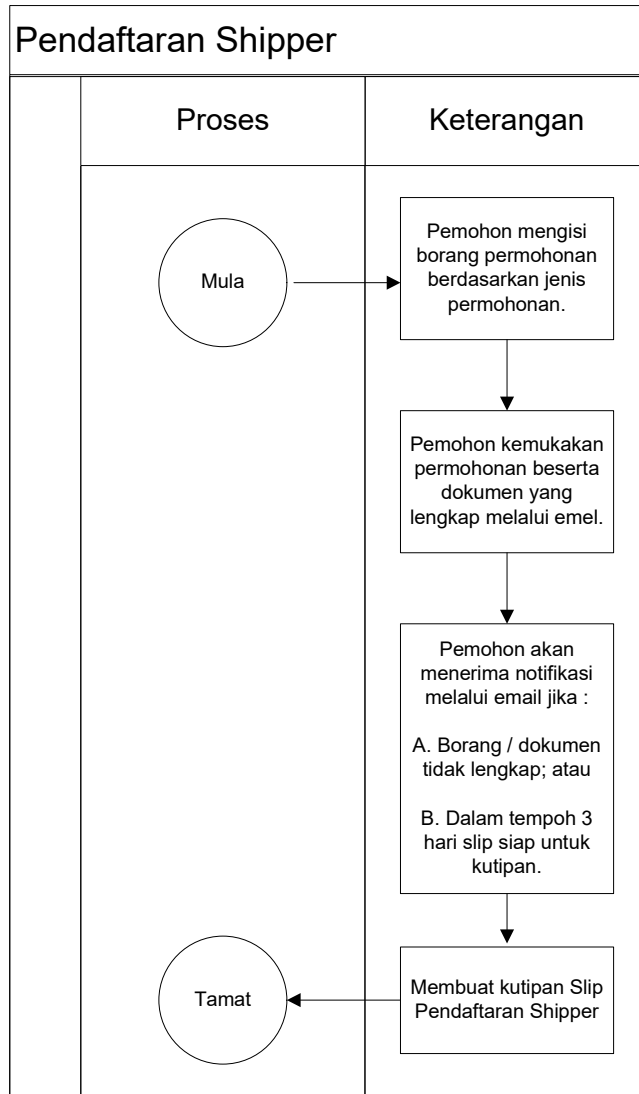 Pendaftaran Shipper
Proses
Keterangan
Mula
Pemohon mengisi
borang permohonan
berdasarkan jenis
permohonan.
Pemohon kemukakan
permohonan beserta
dokumen yang
lengkap melalui emel.
Pemohon akan
menerima notifikasi
melalui email jika :
A. Borang / dokumen
tidak lengkap; atau
B. Dalam tempoh 3
hari slip siap untuk
kutipan.
Membuat kutipan Slip
Pendaftaran Shipper
Tamat